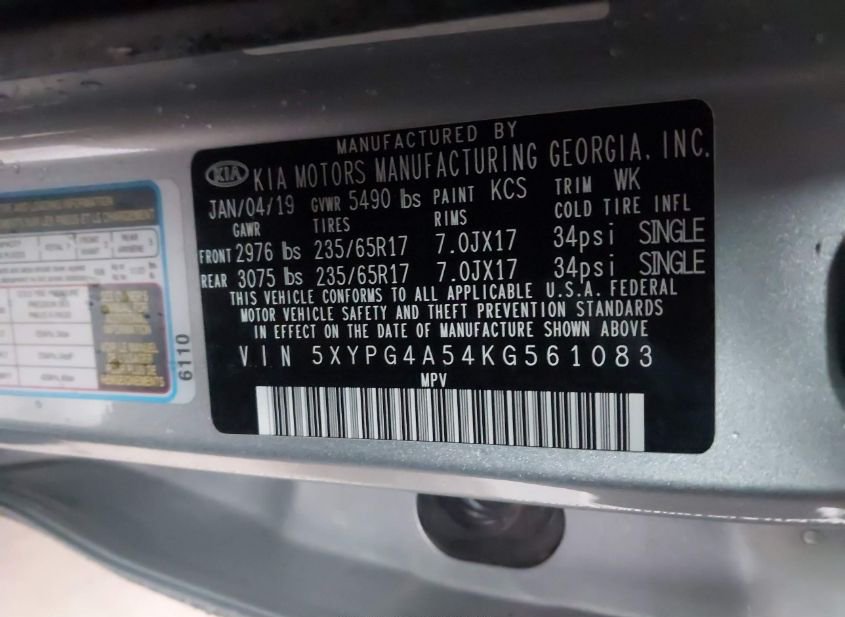 MANUFACTURED BY
KIA KIA MOTORS MANUFACTURING GEORGIA, INC.
JAN/04/19 GVWR 5490 lbs PAINT KCS TRIM WK
GAWR TIRES RIMS COLD TIRE INFL
FRONT 2976 lbs 235/65R17 7.0JX17 34psi SINGLE
REAR 3075 lbs 235/65R17 7.0JX17 34psi SINGLE
THIS VEHICLE CONFORMS TO ALL APPLICABLE U.S.A. FEDERAL
MOTOR VEHICLE SAFETY AND THEFT PREVENTION STANDARDS
IN EFFECT ON THE DATE OF MANUFACTURE SHOWN ABOVE
VIN 5XYPG4A54KG561083
MPV
6110